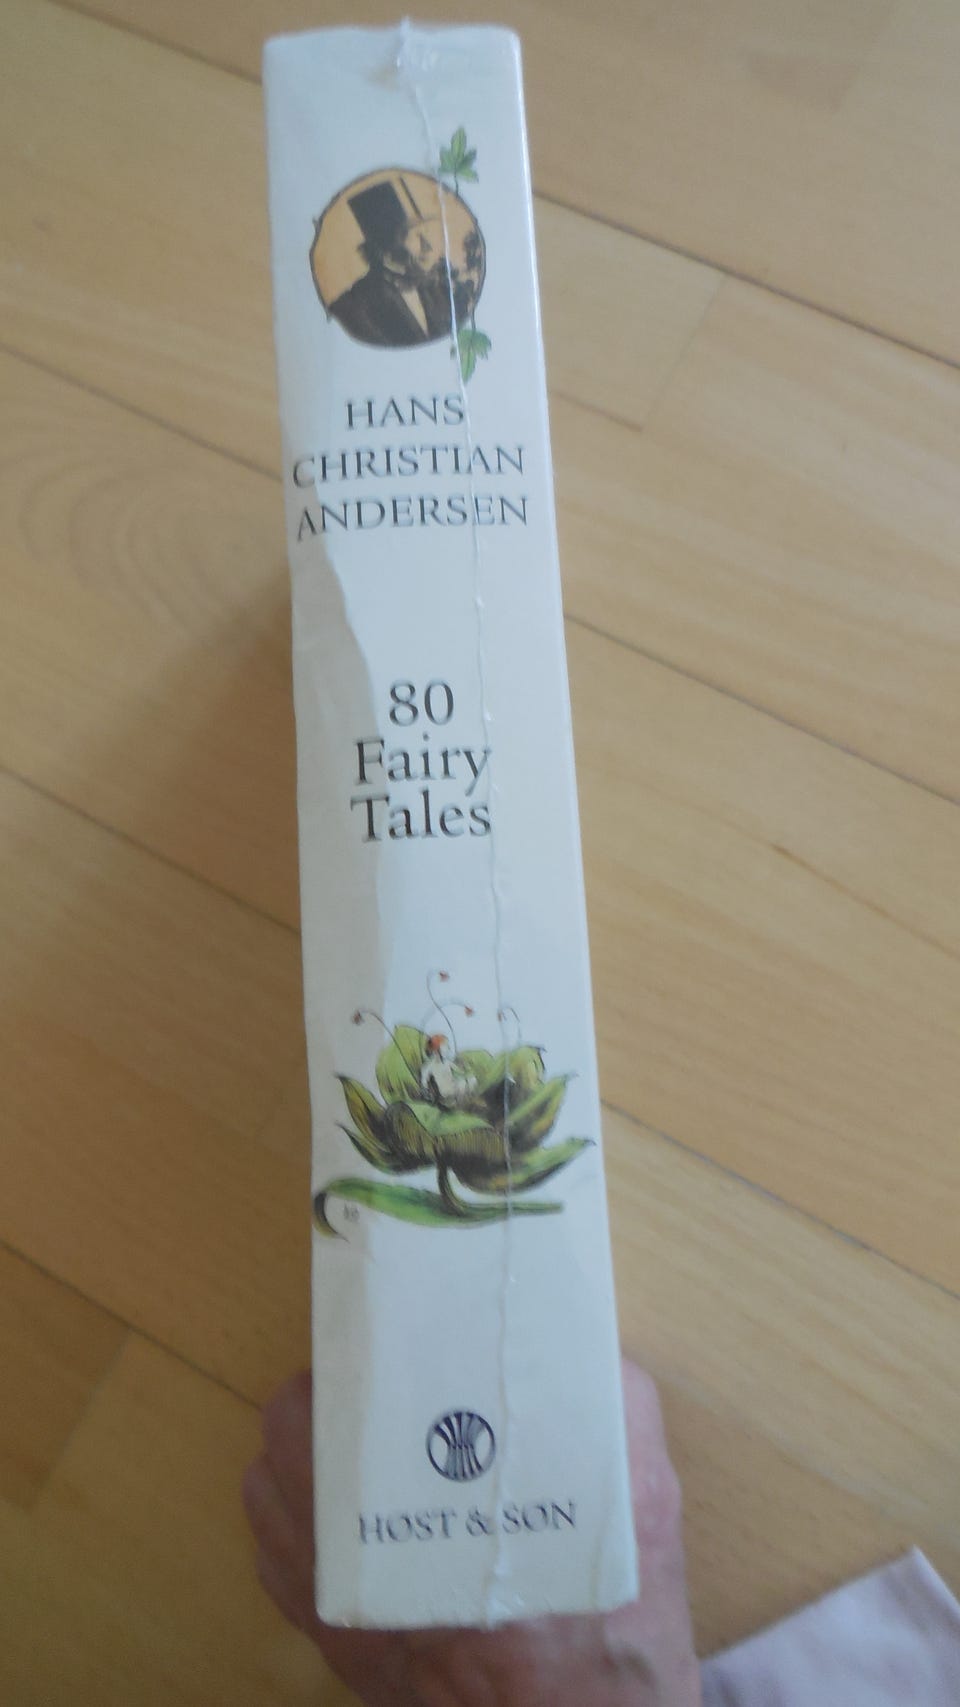 HANS
CHRISTIAN
ANDERSEN
80
Fairy
Tales
HOST & SON